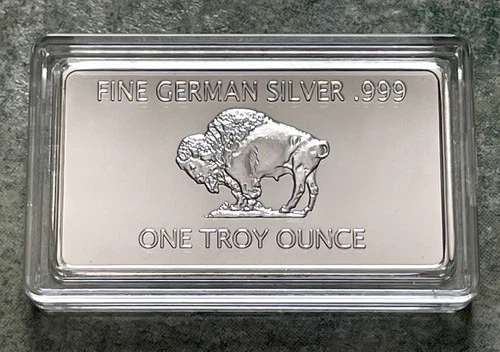 FINE GERMAN SILVER .999
ONE TROY OUNCE